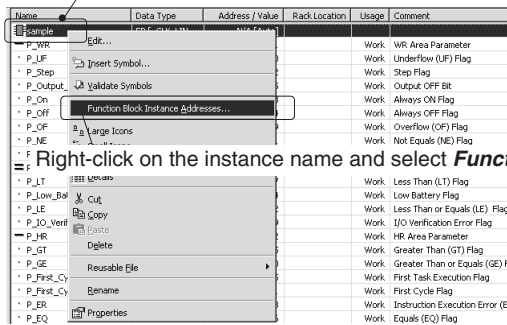 Name Data Type Address / Value Rack Location Usage Comment
sample
P_WR Edit... Work WR Area Parameter
P_UF Work Underflow (UF) Flag
P_Step Insert Symbol... Work Step Flag
P_Output_ Validate Symbols Work Output OFF Bit
P_On Work Always ON Flag
P_Off Function Block Instance Addresses... Work Always OFF Flag
P_OF Work Overflow (OF) Flag
P_NE Large Icons Work Not Equals (NE) Flag
Right-click on the instance name and select Funct
P_LT Details Work Less Than (LT) Flag
P_Low_Bat Cut Work Low Battery Flag
P_LE Copy Work Less Than or Equals (LE) Flag
P_IO_Verif Paste Work I/O Verification Error Flag
P_HR Work HR Area Parameter
P_GT Delete Work Greater Than (GT) Flag
P_GE Reusable File Work Greater Than or Equals (GE) F
P_First_Cy Work First Task Execution Flag
P_First_Cy Rename Work First Cycle Flag
P_ER Work Instruction Execution Error (E
P_EQ Properties Work Equals (EQ) Flag